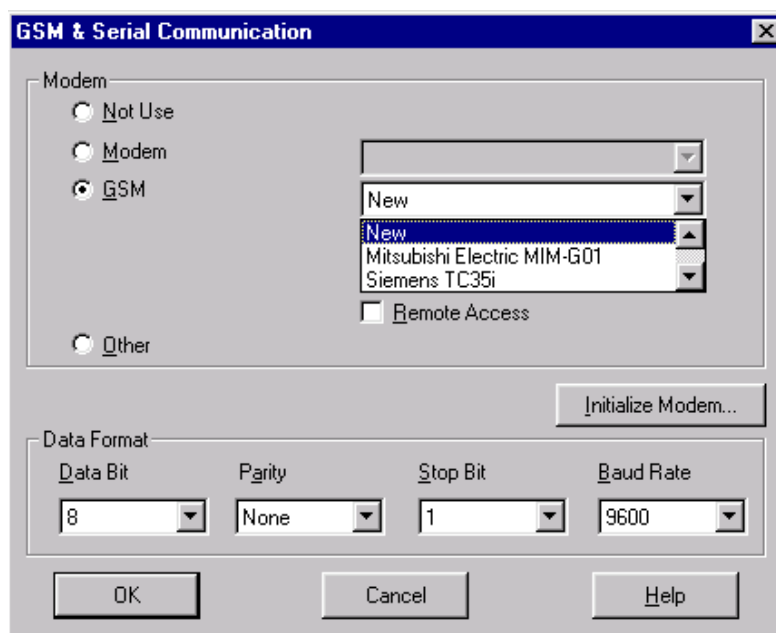 GSM & Serial Communication
Modem
Not Use
Modem
GSM
New
New
Mitsubishi Electric MIM-G01
Siemens TC35i
Remote Access
Other
Initialize Modem...
Data Format
Data Bit Parity Stop Bit Baud Rate
8 None 1 9600
OK Cancel Help